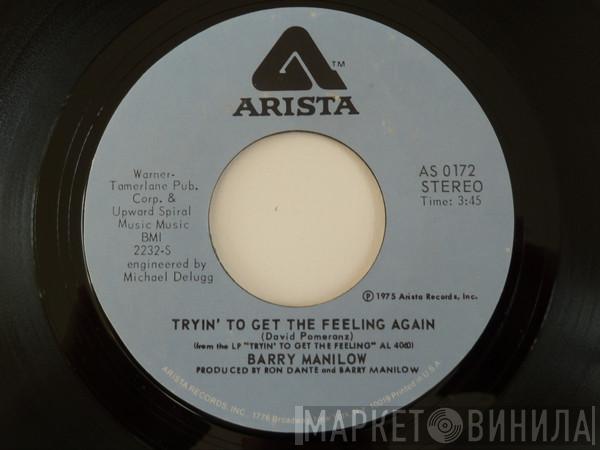 TM
ARISTA
Warner-
Tamerlane Pub.
Corp. &
Upward Spiral
Music Music
BMI
2232-S
engineered by
Michael Delugg
AS 0172
STEREO
Time: 3:45
℗ 1975 Arista Records, Inc.
TRYIN' TO GET THE FEELING AGAIN
(David Pomeranz)
(from the LP "TRYIN' TO GET THE FEELING" AL 4060)
BARRY MANILOW
PRODUCED BY RON DANTE and BARRY MANILOW
ARISTA RECORDS, INC., 1776 Broadway, 10019 Printed in U.S.A.
МАРКЕТ ВИНИЛА